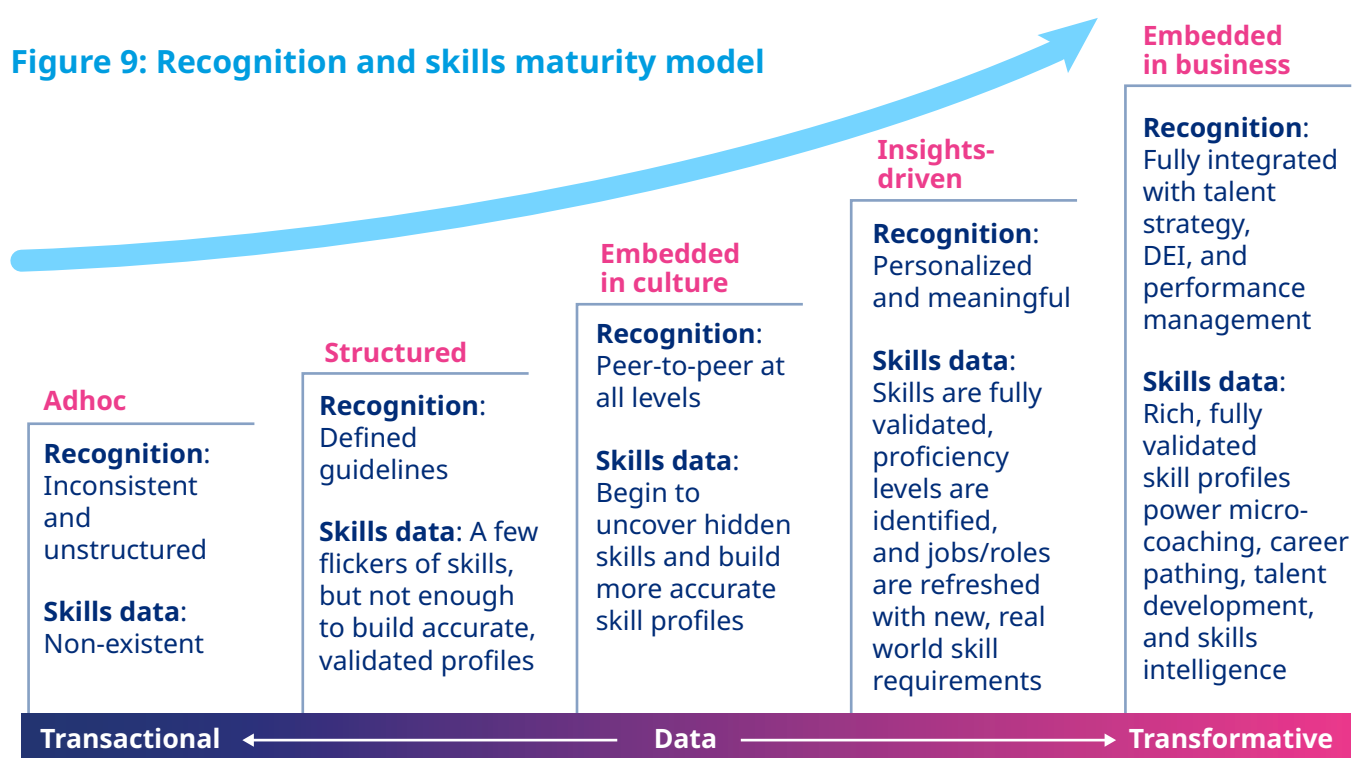 Figure 9: Recognition and skills maturity model
Adhoc
Recognition:
Inconsistent
and
unstructured
Skills data:
Non-existent
Structured
Recognition:
Defined
guidelines
Skills data: A few
flickers of skills,
but not enough
to build accurate,
validated profiles
Embedded
in culture
Recognition:
Peer-to-peer at
all levels
Skills data:
Begin to
uncover hidden
skills and build
more accurate
skill profiles
Insights-
driven
Recognition:
Personalized
and meaningful
Skills data:
Skills are fully
validated,
proficiency
levels are
identified,
and jobs/roles
are refreshed
with new, real
world skill
requirements
Embedded
in business
Recognition:
Fully integrated
with talent
strategy,
DEI, and
performance
management
Skills data:
Rich, fully
validated
skill profiles
power micro-
coaching, career
pathing, talent
development,
and skills
intelligence
Transactional
Data
Transformative